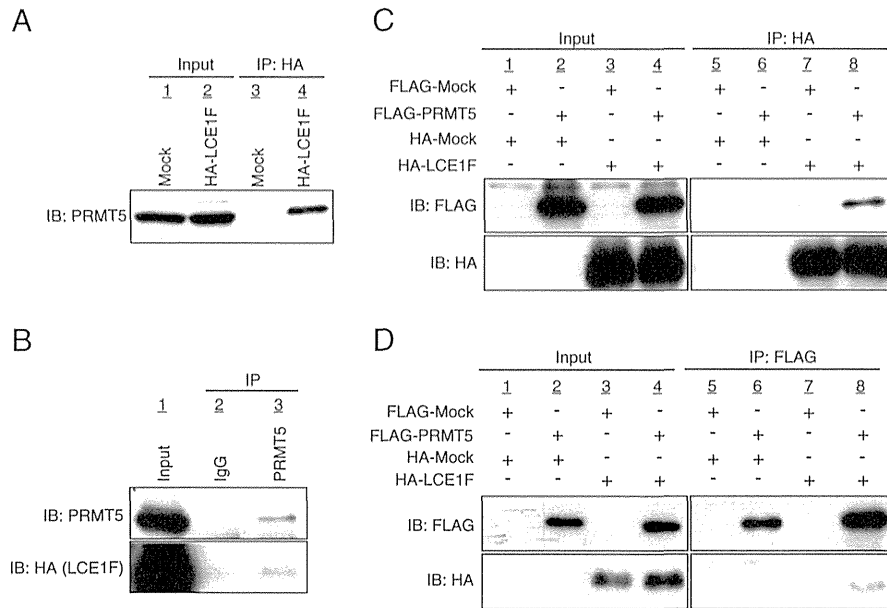 A
Input IP: HA
1 2 3 4
Mock HA-LCE1F Mock HA-LCE1F
IB: PRMT5
B
IP
1 2 3
Input IgG PRMT5
IB: PRMT5
IB: HA (LCE1F)
C
Input IP: HA
1 2 3 4 5 6 7 8
FLAG-Mock + - + - + - + -
FLAG-PRMT5 - + - + - + - +
HA-Mock + + - - + + - -
HA-LCE1F - - + + - - + +
IB: FLAG
IB: HA
D
Input IP: FLAG
1 2 3 4 5 6 7 8
FLAG-Mock + - + - + - + -
FLAG-PRMT5 - + - + - + - +
HA-Mock + + - - + + - -
HA-LCE1F - - + + - - + +
IB: FLAG
IB: HA